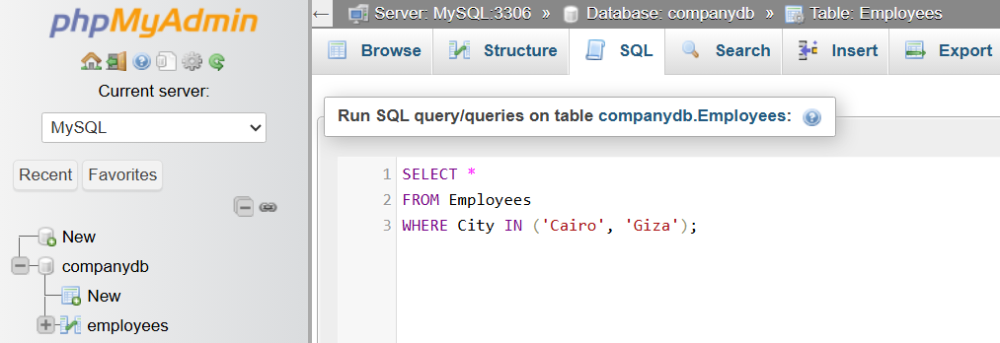 phpMyAdmin
Current server:
MySQL
Recent
Favorites
New
companydb
New
employees
← Server: MySQL:3306 » Database: companydb » Table: Employees
Browse Structure SQL Search Insert Export
Run SQL query/queries on table companydb.Employees:
1 SELECT *
2 FROM Employees
3 WHERE City IN ('Cairo', 'Giza');